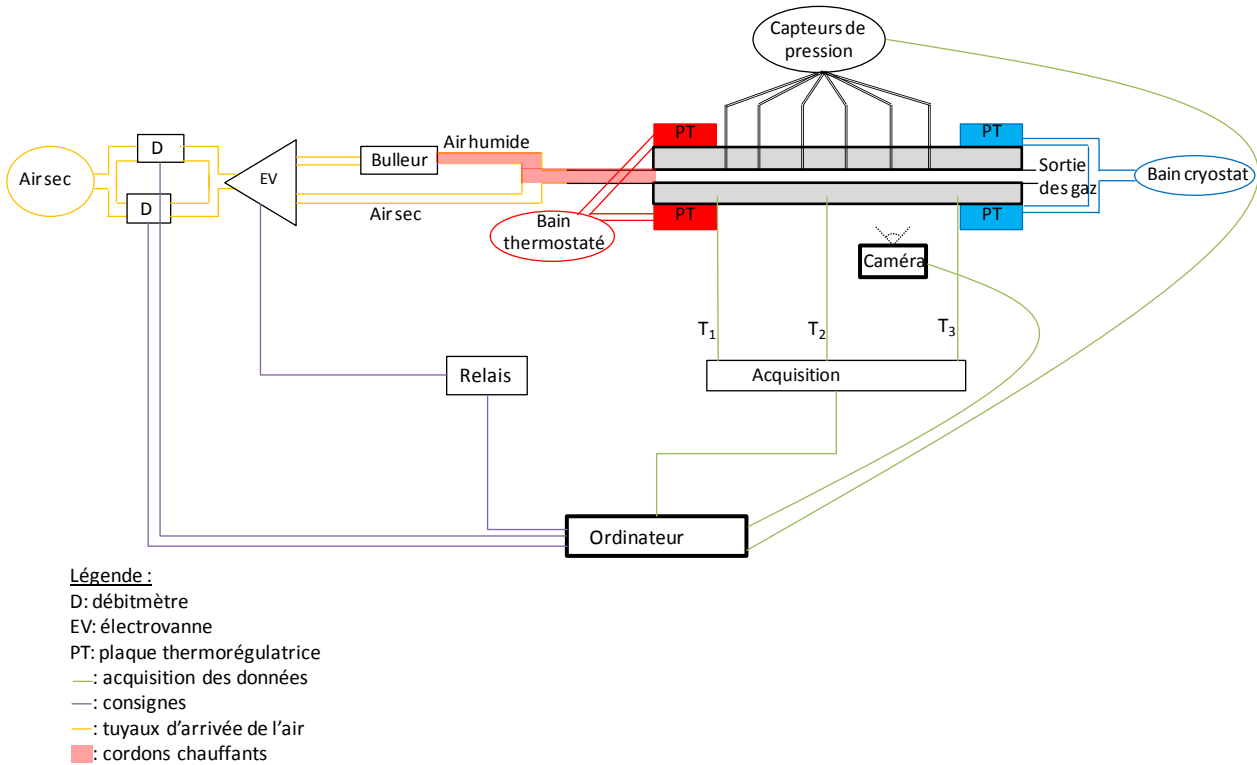 Capteurs de
pression
D
Air humide
PT
PT
Bulleur
Air sec
EV
Sortie
des gaz
Bain cryostat
D
Air sec
PT
PT
Bain
thermostaté
Caméra
T1
T2
T3
Relais
Acquisition
Ordinateur
Légende :
D: débitmètre
EV: électrovanne
PT: plaque thermorégulatrice
: acquisition des données
: consignes
: tuyaux d'arrivée de l'air
: cordons chauffants